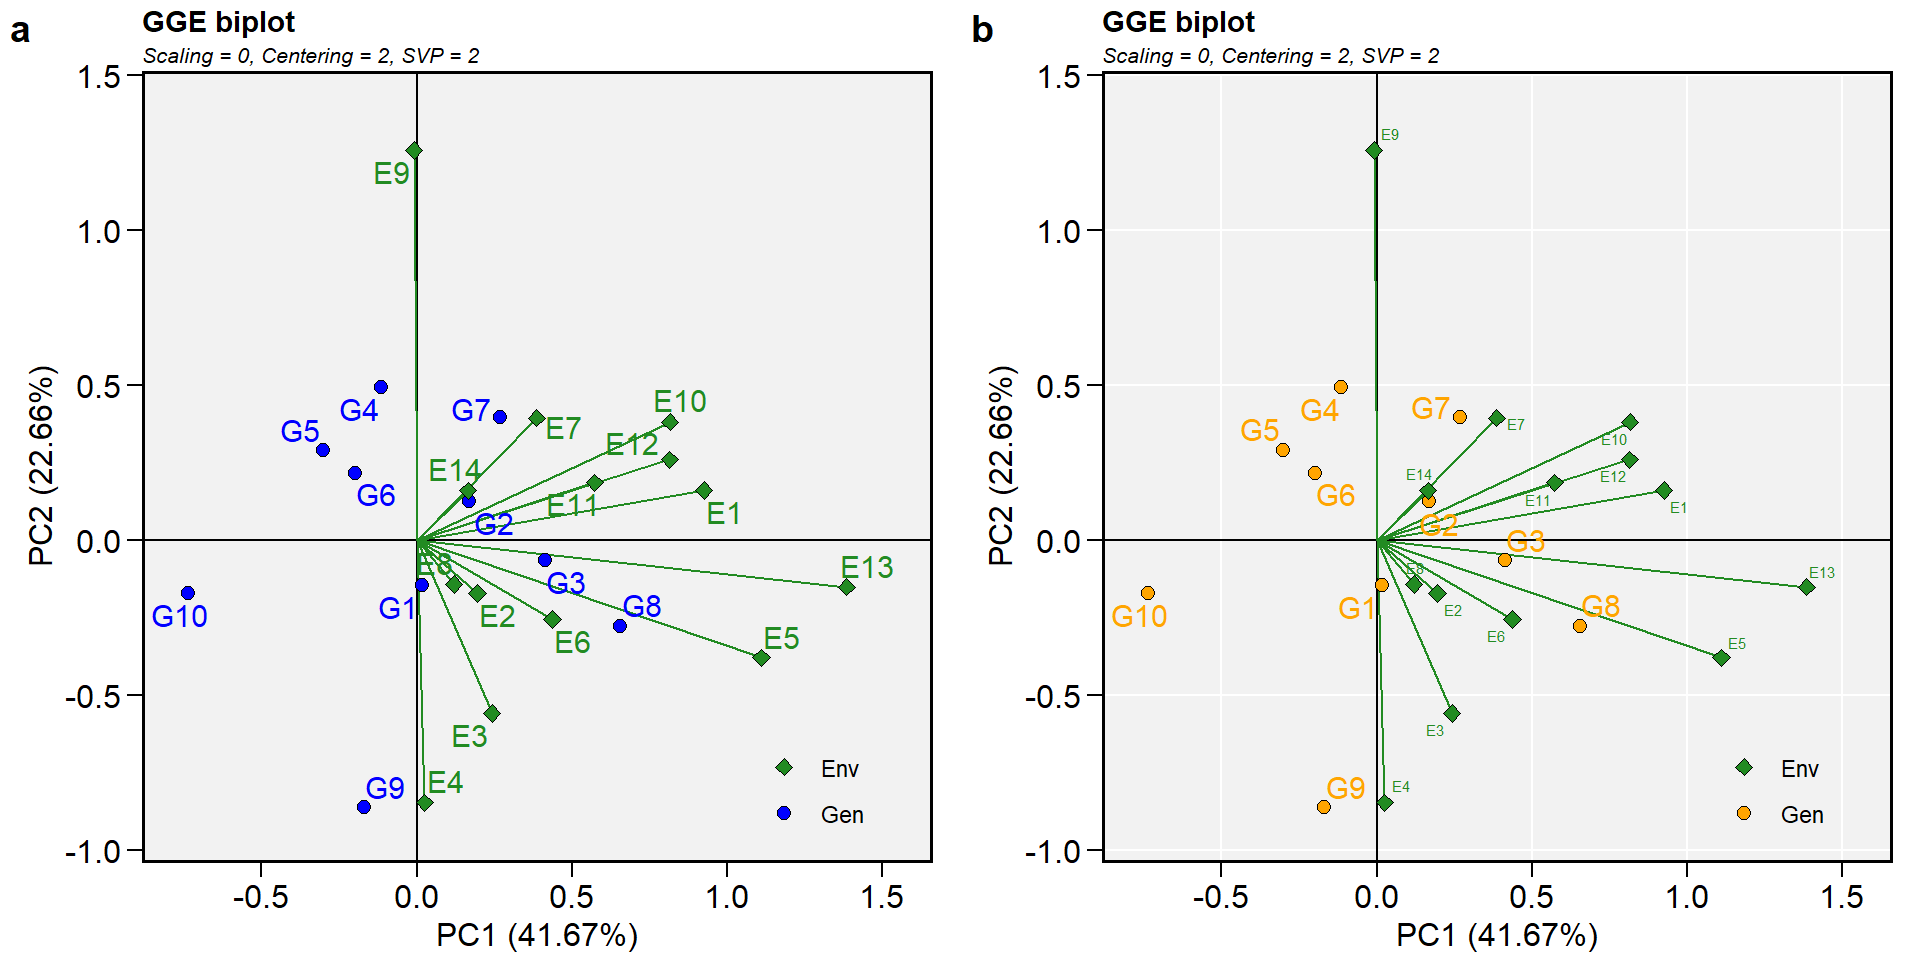 a
GGE biplot
Scaling = 0, Centering = 2, SVP = 2
1.5
1.0
0.5
0.0
-0.5
-1.0
PC2 (22.66%)
E9
G4
G5
G6
G7
E7
E10
E12
E14
E11
G2
E1
E8
G3
E13
G10
G1
E2
G8
E6
E5
E3
G9
E4
Env
Gen
-0.5 0.0 0.5 1.0 1.5
PC1 (41.67%)
b
GGE biplot
Scaling = 0, Centering = 2, SVP = 2
1.5
1.0
0.5
0.0
-0.5
-1.0
PC2 (22.66%)
E9
G4
G7
G5
E7
E10
E14
E12
G6
E11
E1
G2
G3
E8
E13
G10
G1
E2
G8
E6
E5
E3
G9
E4
Env
Gen
-0.5 0.0 0.5 1.0 1.5
PC1 (41.67%)